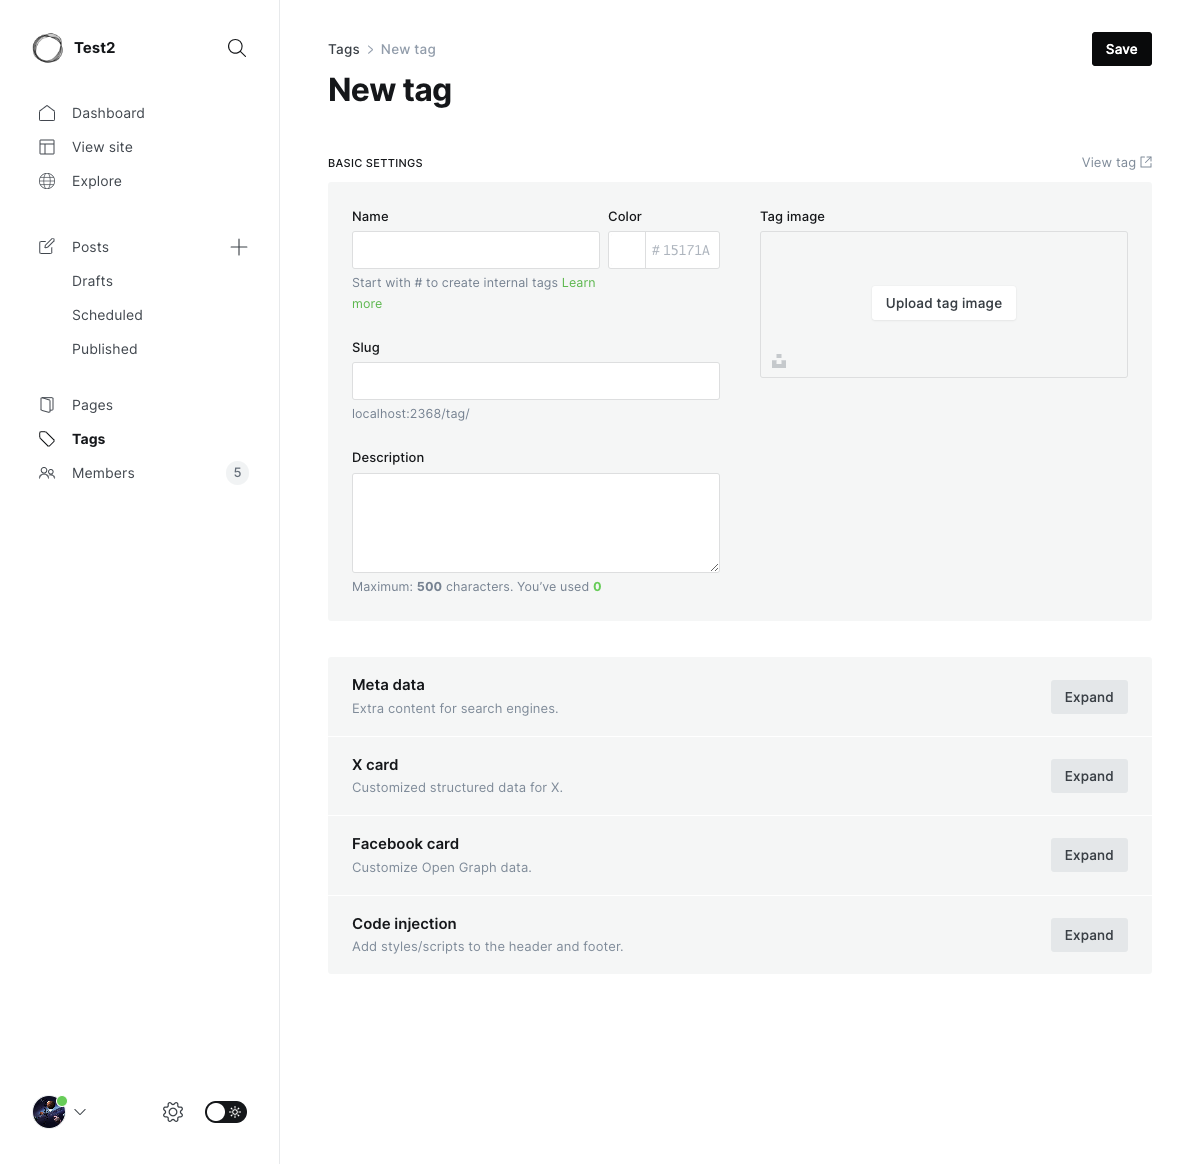 Test2
Dashboard
View site
Explore
Posts
Drafts
Scheduled
Published
Pages
Tags
Members 5
Tags > New tag
Save
New tag
BASIC SETTINGS
View tag
Name
Color
# 15171A
Start with # to create internal tags Learn
more
Slug
localhost:2368/tag/
Description
Maximum: 500 characters. You’ve used 0
Tag image
Upload tag image
Meta data
Extra content for search engines.
Expand
X card
Customized structured data for X.
Expand
Facebook card
Customize Open Graph data.
Expand
Code injection
Add styles/scripts to the header and footer.
Expand